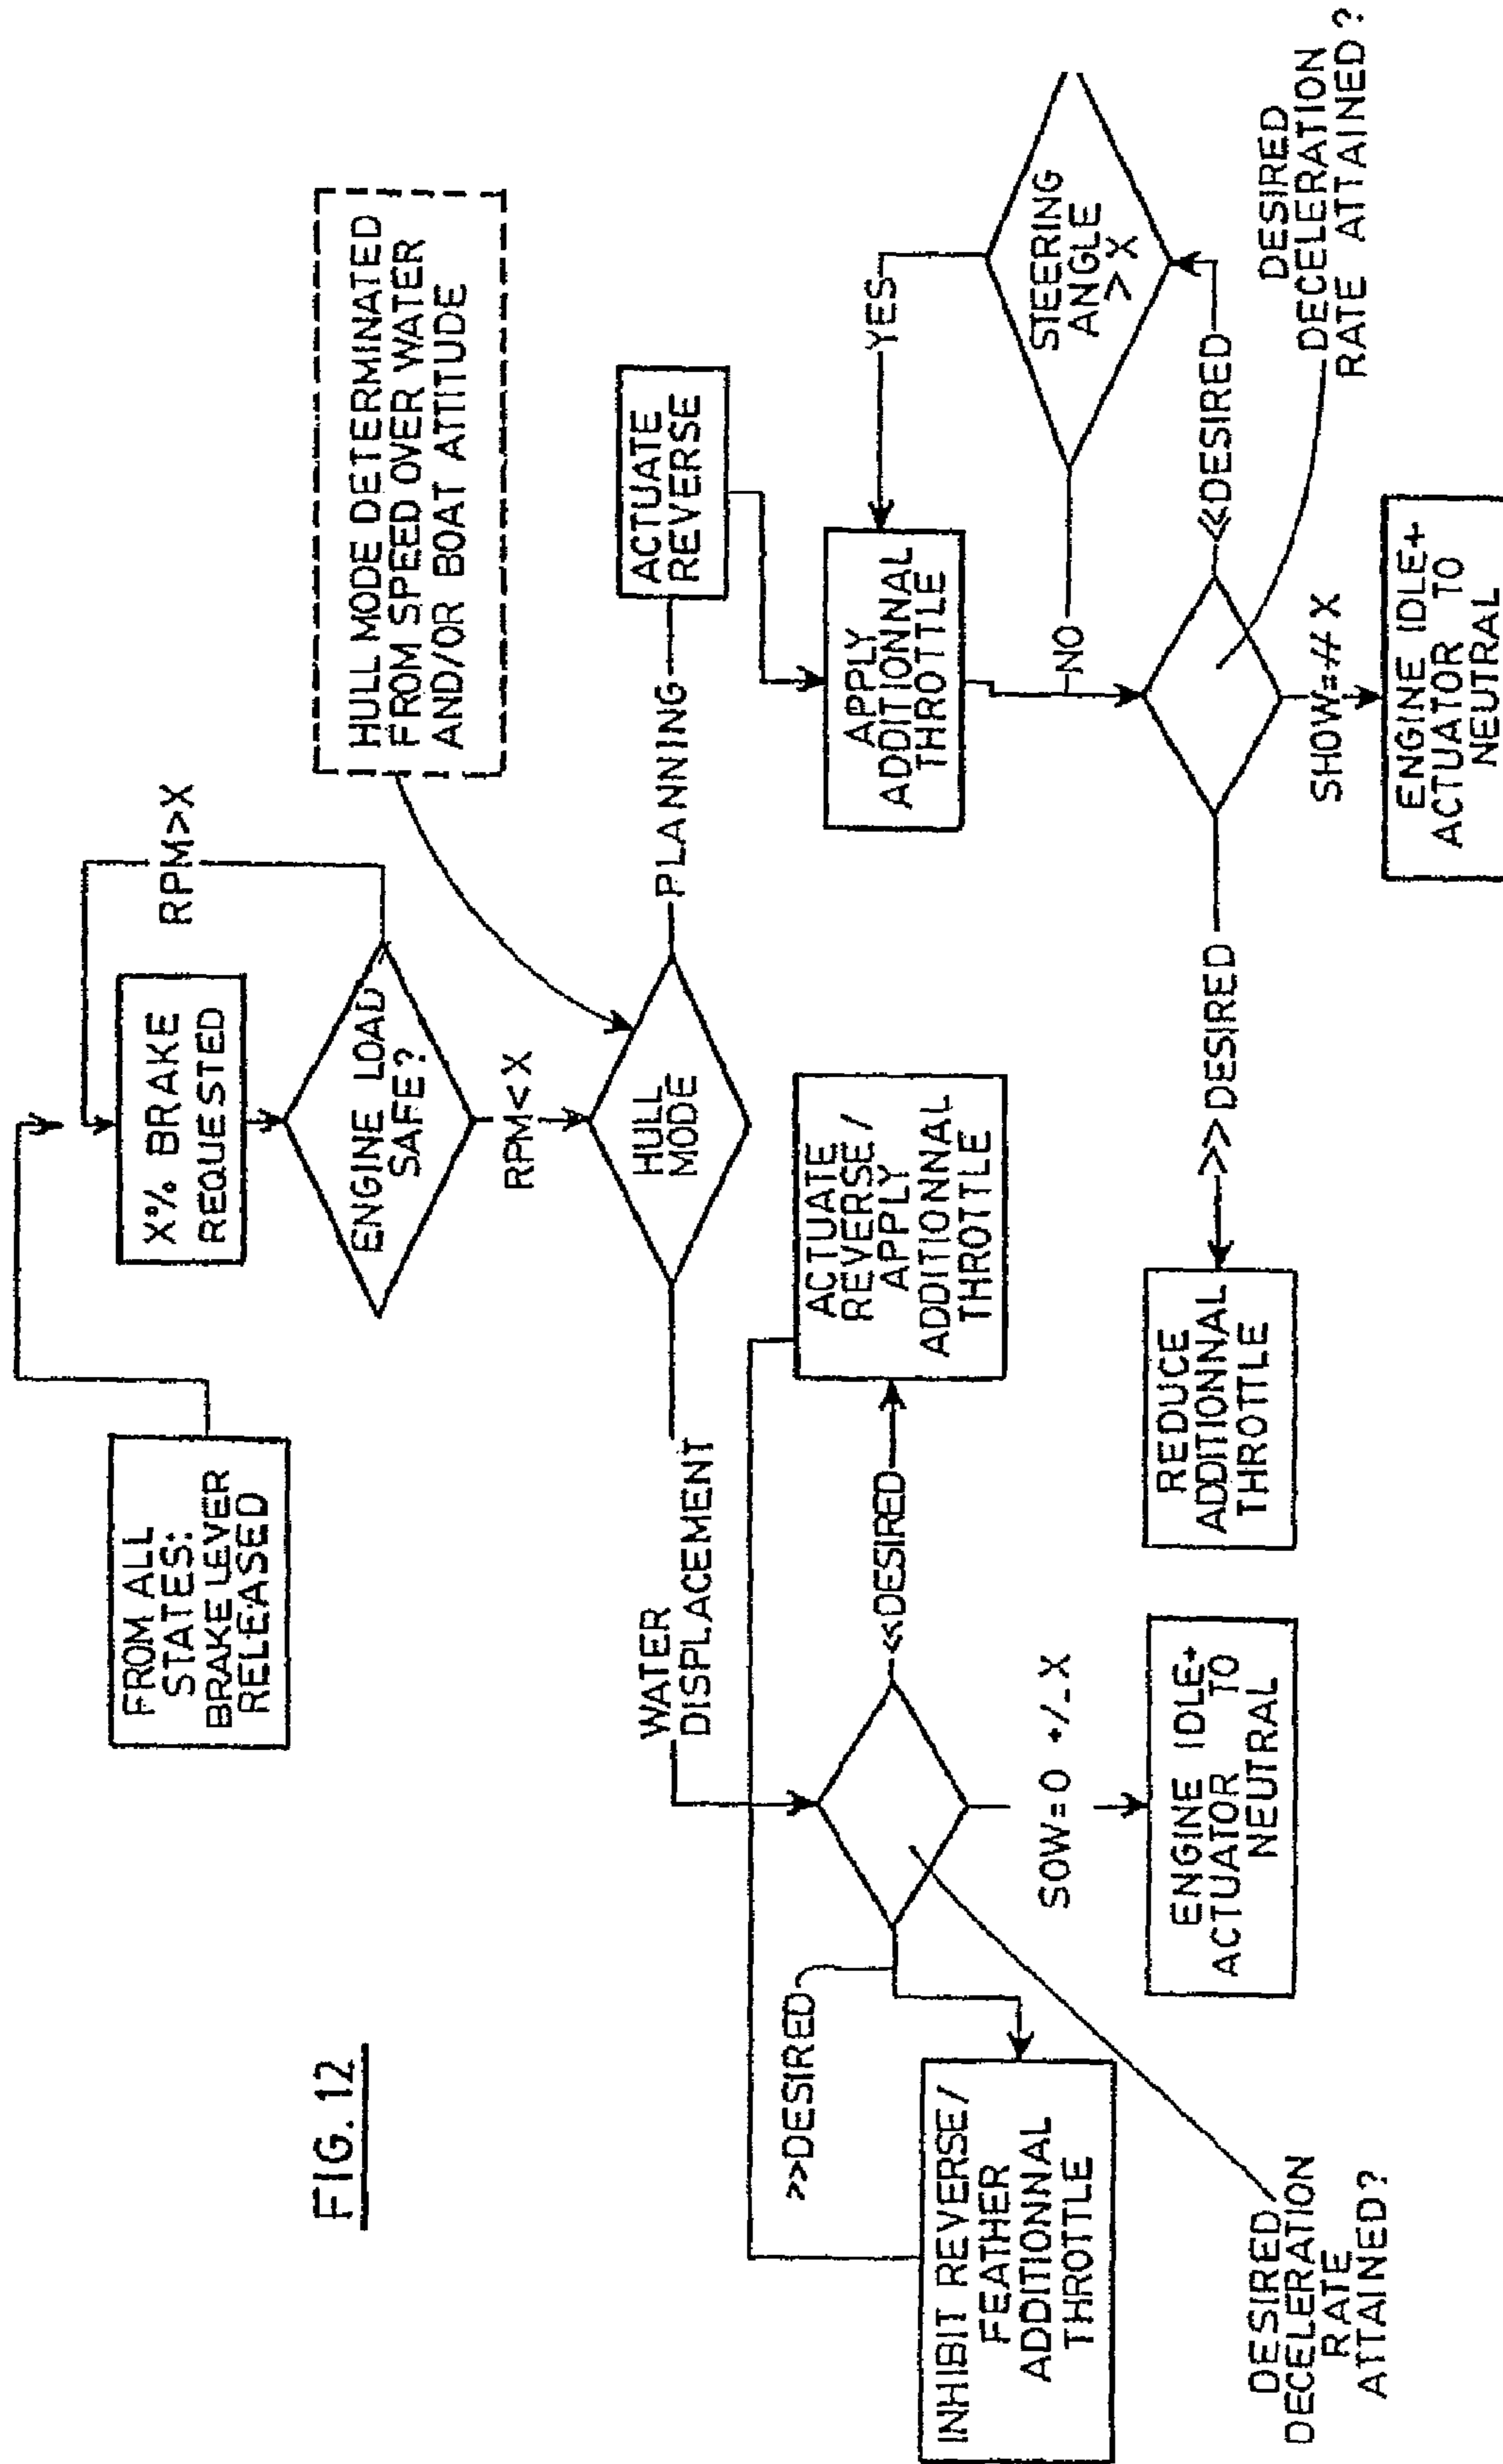 FIG. 12
FROM ALL
STATES:
BRAKE LEVER
RELEASED
X% BRAKE
REQUESTED
RPM>X
ENGINE LOAD
SAFE?
RPM<X
HULL MODE DETERMINATED
FROM SPEED OVER WATER
AND/OR BOAT ATTITUDE
HULL
MODE
WATER
DISPLACEMENT
PLANNING
ACTUATE
REVERSE
ACTUATE
REVERSE /
APPLY
ADDITIONNAL
THROTTLE
>>DESIRED
<<DESIRED
INHIBIT REVERSE/
FEATHER
ADDITIONNAL
THROTTLE
SOW=0 +/_X
ENGINE IDLE+
ACTUATOR TO
NEUTRAL
DESIRED
DECELERATION
RATE
ATTAINED?
APPLY
ADDITIONNAL
THROTTLE
YES
STEERING
ANGLE
>X
NO
>>DESIRED
<<DESIRED
REDUCE
ADDITIONNAL
THROTTLE
SHOW=# X
ENGINE IDLE+
ACTUATOR TO
NEUTRAL
DESIRED
DECELERATION
RATE ATTAINED?